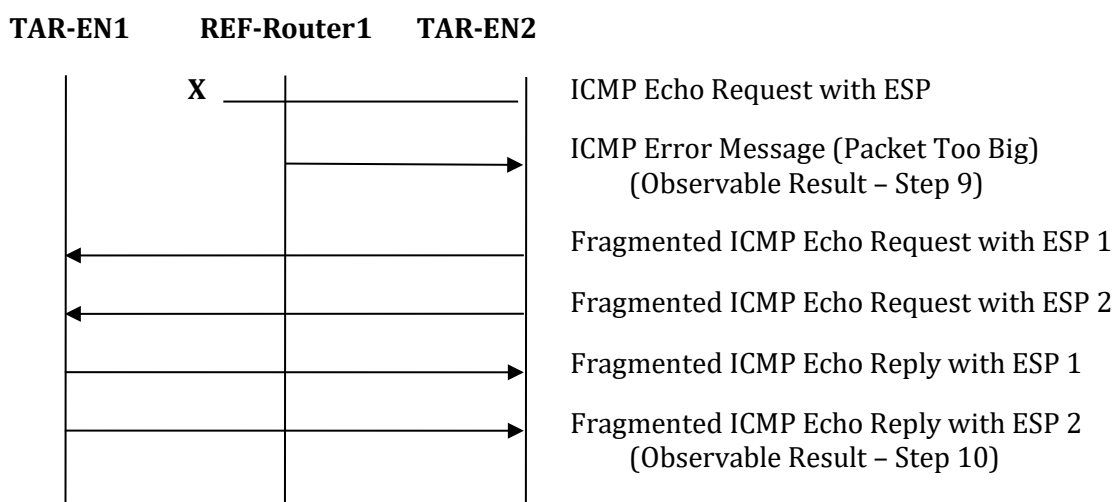 TAR-EN1 REF-Router1 TAR-EN2
X ICMP Echo Request with ESP
ICMP Error Message (Packet Too Big)
(Observable Result – Step 9)
Fragmented ICMP Echo Request with ESP 1
Fragmented ICMP Echo Request with ESP 2
Fragmented ICMP Echo Reply with ESP 1
Fragmented ICMP Echo Reply with ESP 2
(Observable Result – Step 10)